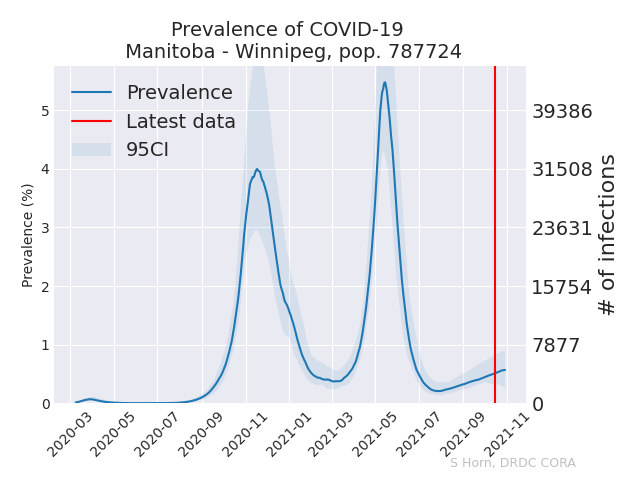 Prevalence of COVID-19
Manitoba - Winnipeg, pop. 787724
Prevalence
Latest data
95CI
Prevalence (%)
5
4
3
2
1
0
39386
31508
23631
15754
7877
0
# of infections
2020-03
2020-05
2020-07
2020-09
2020-11
2021-01
2021-03
2021-05
2021-07
2021-09
2021-11
S Horn, DRDC CORA